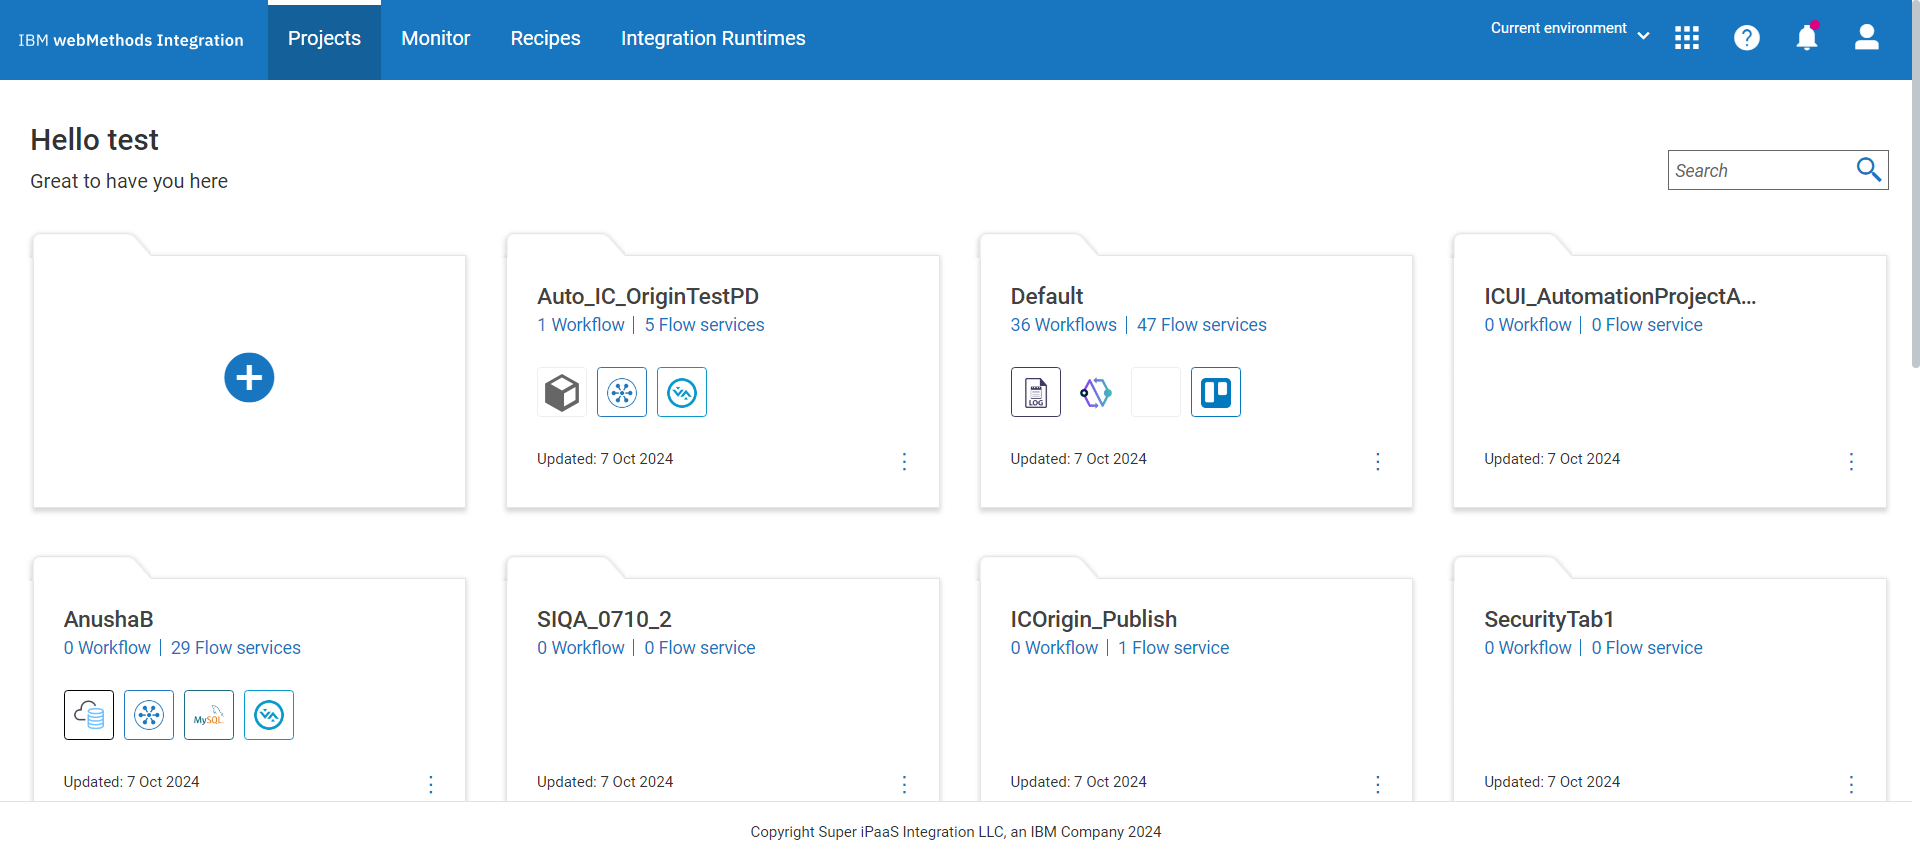 IBM webMethods Integration
Projects
Monitor
Recipes
Integration Runtimes
Current environment
Hello test
Great to have you here
Search
Auto_IC_OriginTestPD
1 Workflow | 5 Flow services
Updated: 7 Oct 2024
Default
36 Workflows | 47 Flow services
LOG
Updated: 7 Oct 2024
ICUI_AutomationProjectA...
0 Workflow | 0 Flow service
Updated: 7 Oct 2024
AnushaB
0 Workflow | 29 Flow services
MySQL
Updated: 7 Oct 2024
SIQA_0710_2
0 Workflow | 0 Flow service
Updated: 7 Oct 2024
ICOrigin_Publish
0 Workflow | 1 Flow service
Updated: 7 Oct 2024
SecurityTab1
0 Workflow | 0 Flow service
Updated: 7 Oct 2024
Copyright Super iPaaS Integration LLC, an IBM Company 2024